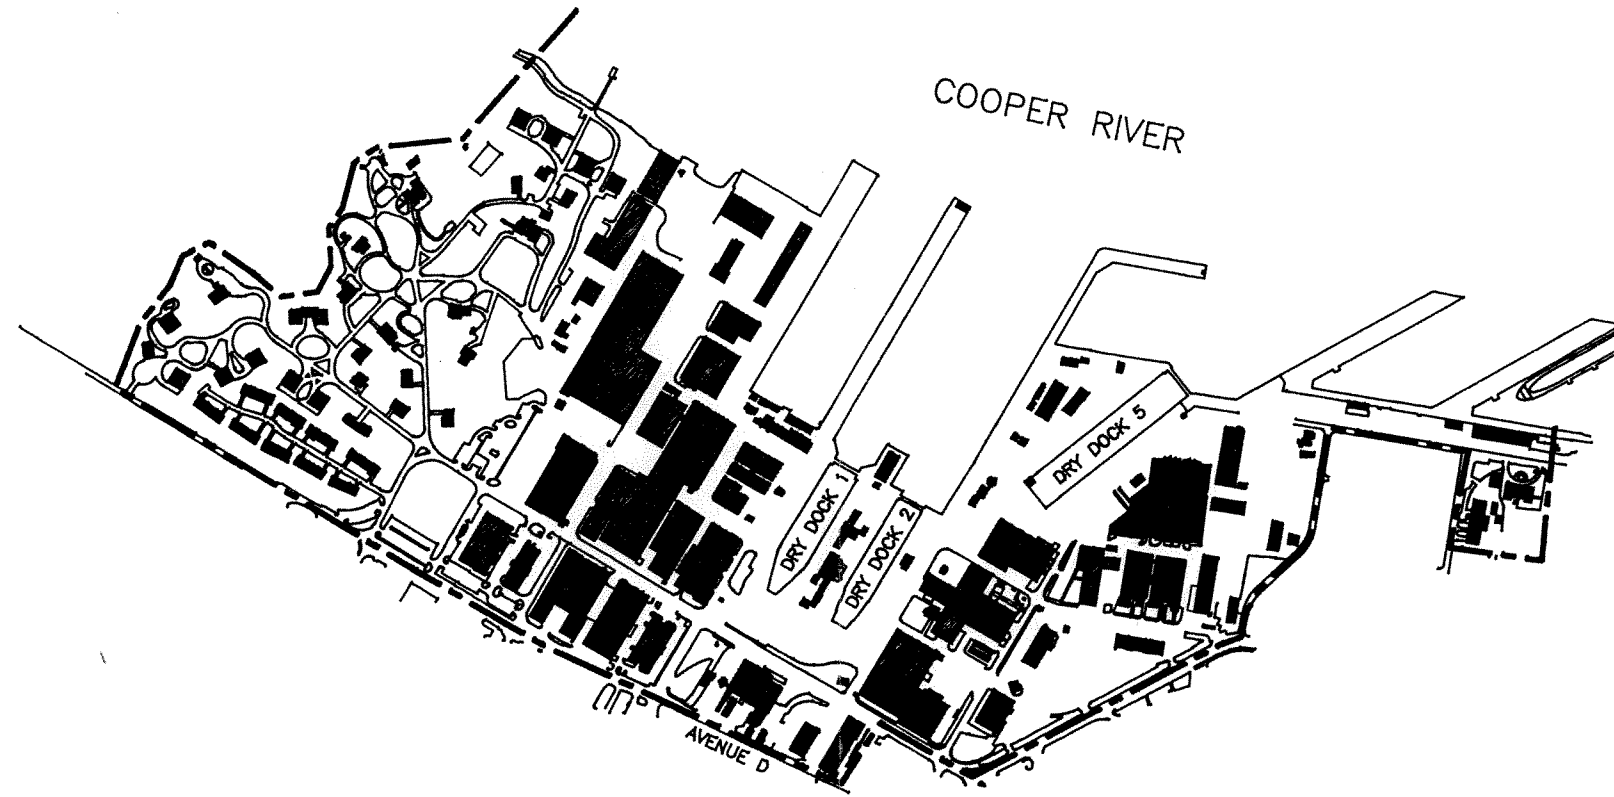 COOPER RIVER
DRY DOCK 5
DRY DOCK 1
DRY DOCK 2
AVENUE D